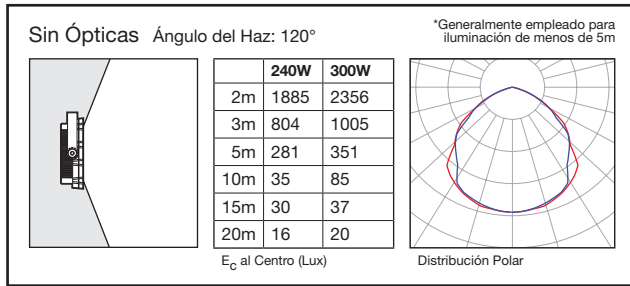 Sin Ópticas Ángulo del Haz: 120°
*Generalmente empleado para
iluminación de menos de 5m
240W 300W
2m 1885 2356
3m 804 1005
5m 281 351
10m 35 85
15m 30 37
20m 16 20
E_C al Centro (Lux)
Distribución Polar